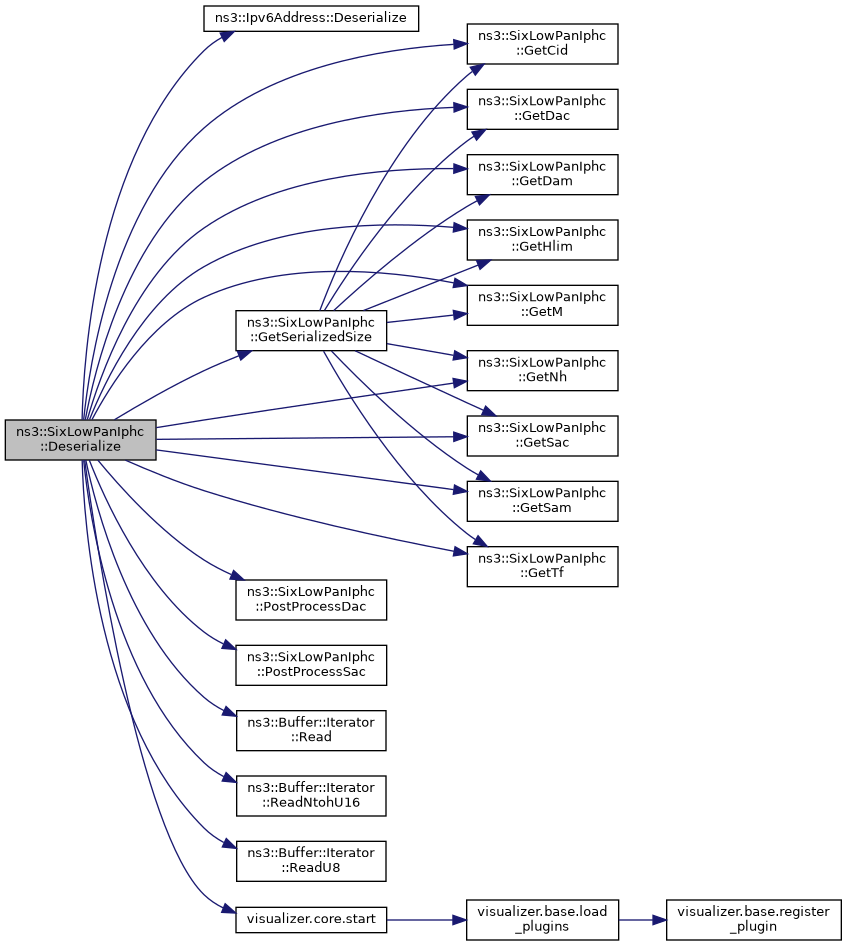 ns3::Ipv6Address::Deserialize
ns3::SixLowPanIphc
::GetCid
ns3::SixLowPanIphc
::GetDac
ns3::SixLowPanIphc
::GetDam
ns3::SixLowPanIphc
::GetHlim
ns3::SixLowPanIphc
::GetM
ns3::SixLowPanIphc
::GetSerializedSize
ns3::SixLowPanIphc
::GetNh
ns3::SixLowPanIphc
::Deserialize
ns3::SixLowPanIphc
::GetSac
ns3::SixLowPanIphc
::GetSam
ns3::SixLowPanIphc
::GetTf
ns3::SixLowPanIphc
::PostProcessDac
ns3::SixLowPanIphc
::PostProcessSac
ns3::Buffer::Iterator
::Read
ns3::Buffer::Iterator
::ReadNtohU16
ns3::Buffer::Iterator
::ReadU8
visualizer.core.start
visualizer.base.load
_plugins
visualizer.base.register
_plugin